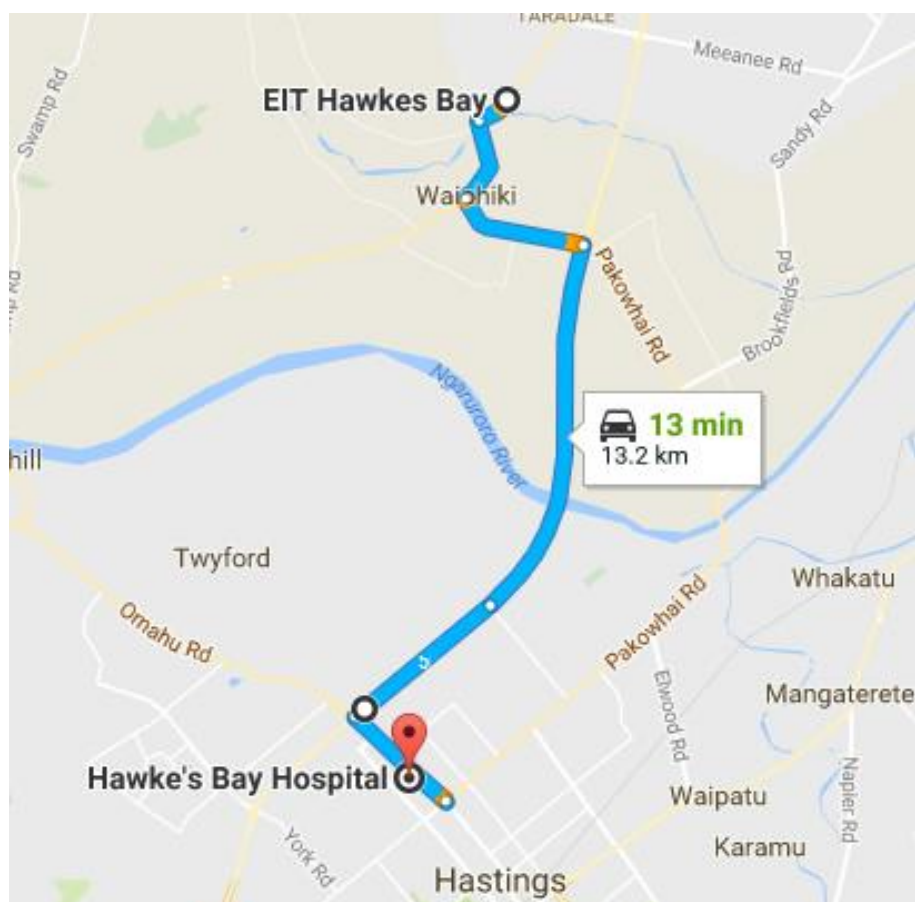 TARADALE
Meeanee Rd
Swamp Rd
EIT Hawkes Bay
Sandy Rd
Waiohiki
Pakowhai Rd
Brookfields Rd
Ngaruroro River
13 min
13.2 km
hill
Twyford
Whakatu
Omahu Rd
Pakowhai Rd
5
Elwood Rd
Mangaterete
Hawke's Bay Hospital
Waipatu
Napier Rd
York Rd
Karamu
Hastings